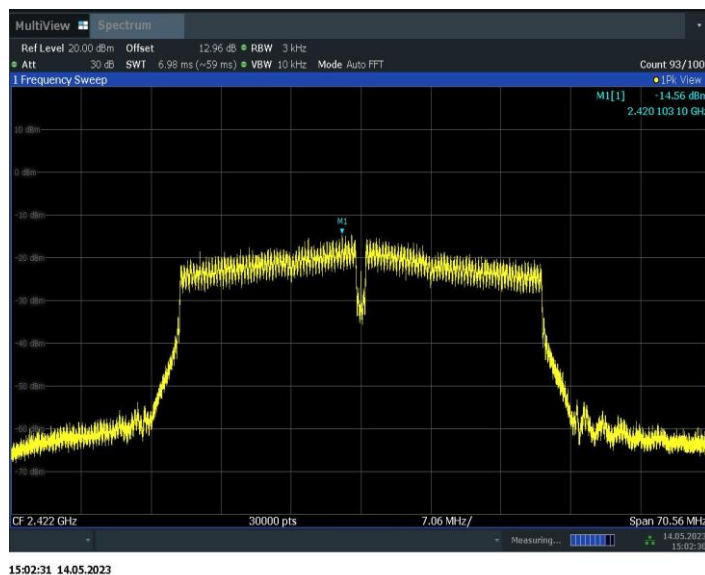 MultiView Spectrum
Ref Level 20.00 dBm Offset 12.96 dB RBW 3 kHz
Att 30 dB SWT 6.98 ms (~59 ms) VBW 10 kHz Mode Auto FFT Count 93/100
1 Frequency Sweep 1Pk View
M1[1] -14.56 dBm
2.420 103 10 GHz
10 dBm
0 dBm
M1
-10 dBm
-20 dBm
-30 dBm
-40 dBm
-50 dBm
-60 dBm
-70 dBm
CF 2.422 GHz 30000 pts 7.06 MHz/ Span 70.56 MHz
Measuring... 14.05.2023
15:02:30
15:02:31 14.05.2023